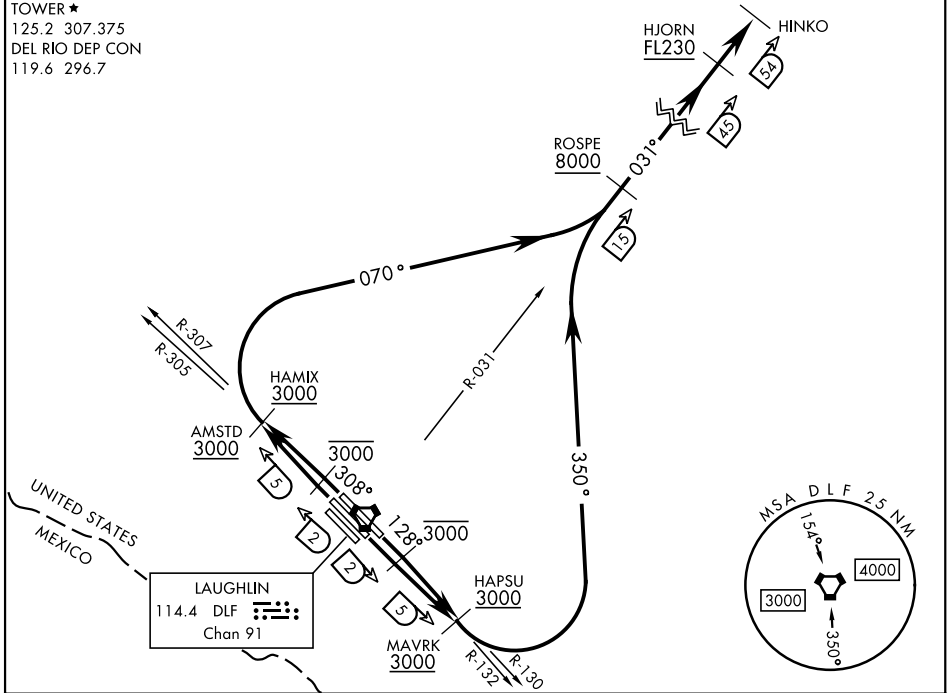 TOWER ★
125.2 307.375
DEL RIO DEP CON
119.6 296.7
HINKO
54
HJORN
FL230
45
ROSPE
8000
031°
15
070°
R-307
R-305
R-031
HAMIX
3000
AMSTD
3000
5
3000
308°
350°
2
128°
3000
2
UNITED STATES
MEXICO
5
HAPSU
3000
MAVRK
3000
R-132
R-130
LAUGHLIN
114.4 DLF
Chan 91
MSA DLF 25 NM
154°
4000
3000
350°